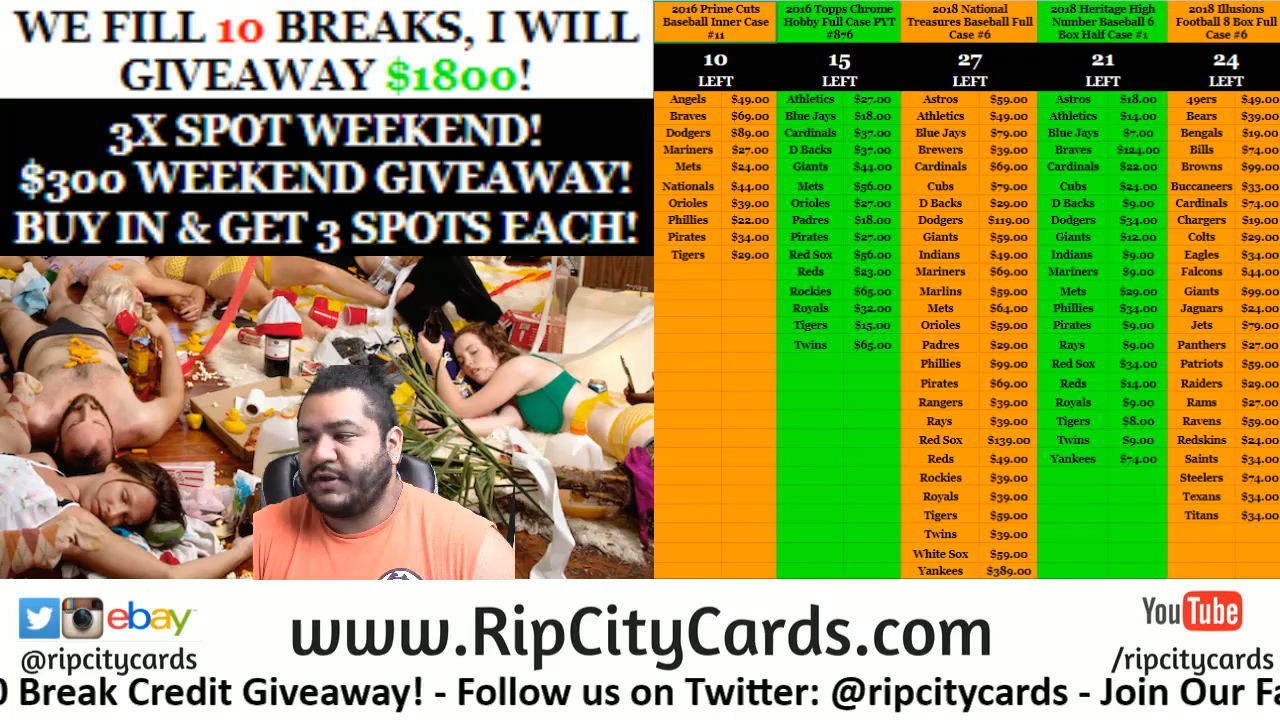 WE FILL 10 BREAKS, I WILL
GIVEAWAY $1800!
3X SPOT WEEKEND!
$300 WEEKEND GIVEAWAY!
BUY IN & GET 3 SPOTS EACH!
2016 Prime Cuts
Baseball Inner Case
#11
10
LEFT
Angels $49.00
Braves $69.00
Dodgers $89.00
Mariners $27.00
Mets $24.00
Nationals $44.00
Orioles $39.00
Phillies $22.00
Pirates $34.00
Tigers $29.00
2016 Topps Chrome
Hobby Full Case PYT
#876
15
LEFT
Athletics $27.00
Blue Jays $18.00
Cardinals $37.00
D Backs $37.00
Giants $44.00
Mets $56.00
Orioles $27.00
Padres $18.00
Pirates $27.00
Red Sox $56.00
Reds $23.00
Rockies $65.00
Royals $32.00
Tigers $15.00
Twins $65.00
2018 National
Treasures Baseball Full
Case #6
27
LEFT
Astros $59.00
Athletics $49.00
Blue Jays $79.00
Brewers $39.00
Cardinals $69.00
Cubs $79.00
D Backs $29.00
Dodgers $119.00
Giants $59.00
Indians $49.00
Mariners $69.00
Marlins $59.00
Mets $64.00
Orioles $59.00
Padres $29.00
Phillies $99.00
Pirates $69.00
Rangers $39.00
Rays $39.00
Red Sox $139.00
Reds $49.00
Rockies $39.00
Royals $39.00
Tigers $59.00
Twins $39.00
White Sox $59.00
Yankees $389.00
2018 Heritage High
Number Baseball 6
Box Half Case #1
21
LEFT
Astros $18.00
Athletics $14.00
Blue Jays $7.00
Braves $124.00
Cardinals $22.00
Cubs $24.00
D Backs $9.00
Dodgers $34.00
Giants $12.00
Indians $9.00
Mariners $9.00
Mets $29.00
Phillies $34.00
Pirates $9.00
Rays $9.00
Red Sox $34.00
Reds $14.00
Royals $9.00
Tigers $8.00
Twins $9.00
Yankees $74.00
2018 Illusions
Football 8 Box Full
Case #6
24
LEFT
49ers $49.00
Bears $39.00
Bengals $19.00
Bills $74.00
Browns $99.00
Buccaneers $33.00
Cardinals $74.00
Chargers $19.00
Colts $29.00
Eagles $34.00
Falcons $44.00
Giants $99.00
Jaguars $24.00
Jets $79.00
Panthers $27.00
Patriots $59.00
Raiders $29.00
Rams $27.00
Ravens $59.00
Redskins $24.00
Saints $34.00
Steelers $74.00
Texans $34.00
Titans $34.00
ebay
@ripcitycards
www.RipCityCards.com
YouTube
/ripcitycards
0 Break Credit Giveaway! - Follow us on Twitter: @ripcitycards - Join Our Fa